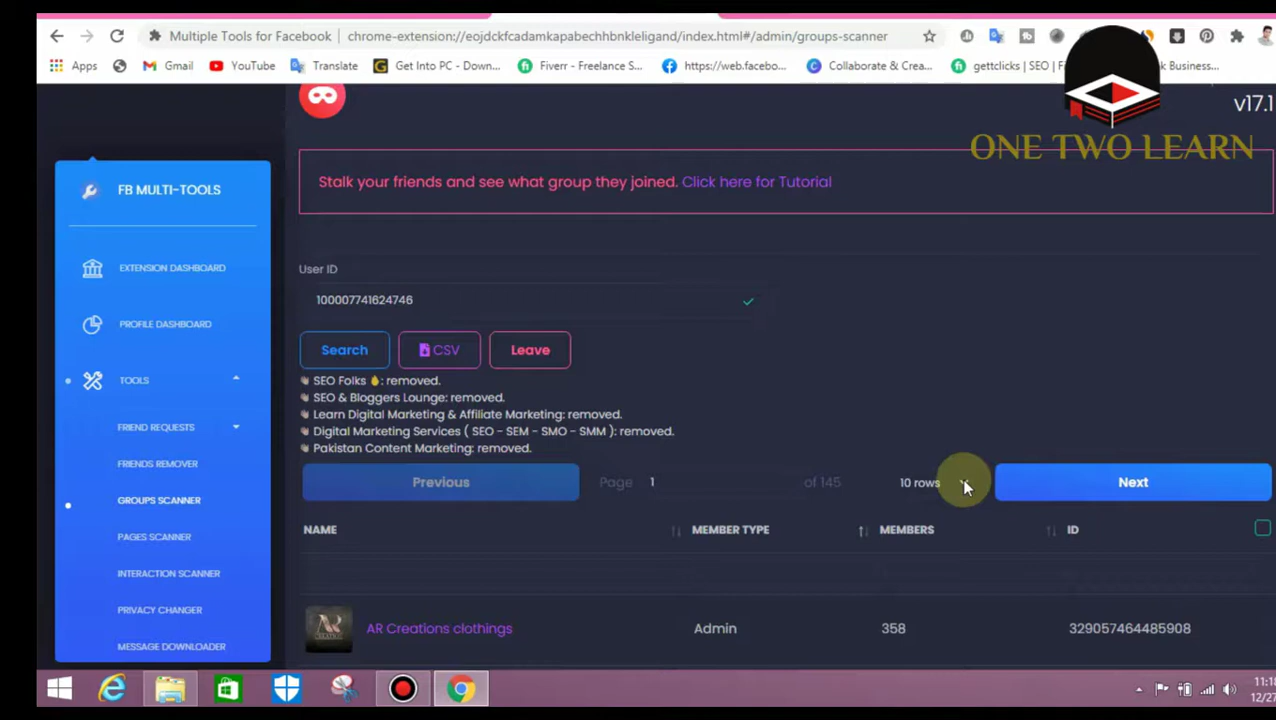 Multiple Tools for Facebook | chrome-extension://eojdckfcadamkapabechhbnkleligand/index.html#/admin/groups-scanner
Apps Gmail YouTube Translate Get Into PC - Down... Fiverr - Freelance S... https://web.facebo... Collaborate & Crea... gettclicks | SEO | F Business...
ONE TWO LEARN
v17.1
FB MULTI-TOOLS
EXTENSION DASHBOARD
PROFILE DASHBOARD
TOOLS
FRIEND REQUESTS
FRIENDS REMOVER
GROUPS SCANNER
PAGES SCANNER
INTERACTION SCANNER
PRIVACY CHANGER
MESSAGE DOWNLOADER
Stalk your friends and see what group they joined. Click here for Tutorial
User ID
100007741624746
Search CSV Leave
SEO Folks : removed.
SEO & Bloggers Lounge: removed.
Learn Digital Marketing & Affiliate Marketing: removed.
Digital Marketing Services ( SEO - SEM - SMO - SMM ): removed.
Pakistan Content Marketing: removed.
Previous Page 1 of 145 10 rows Next
NAME MEMBER TYPE MEMBERS ID
AR Creations clothings Admin 358 329057464485908
11:18
12/27